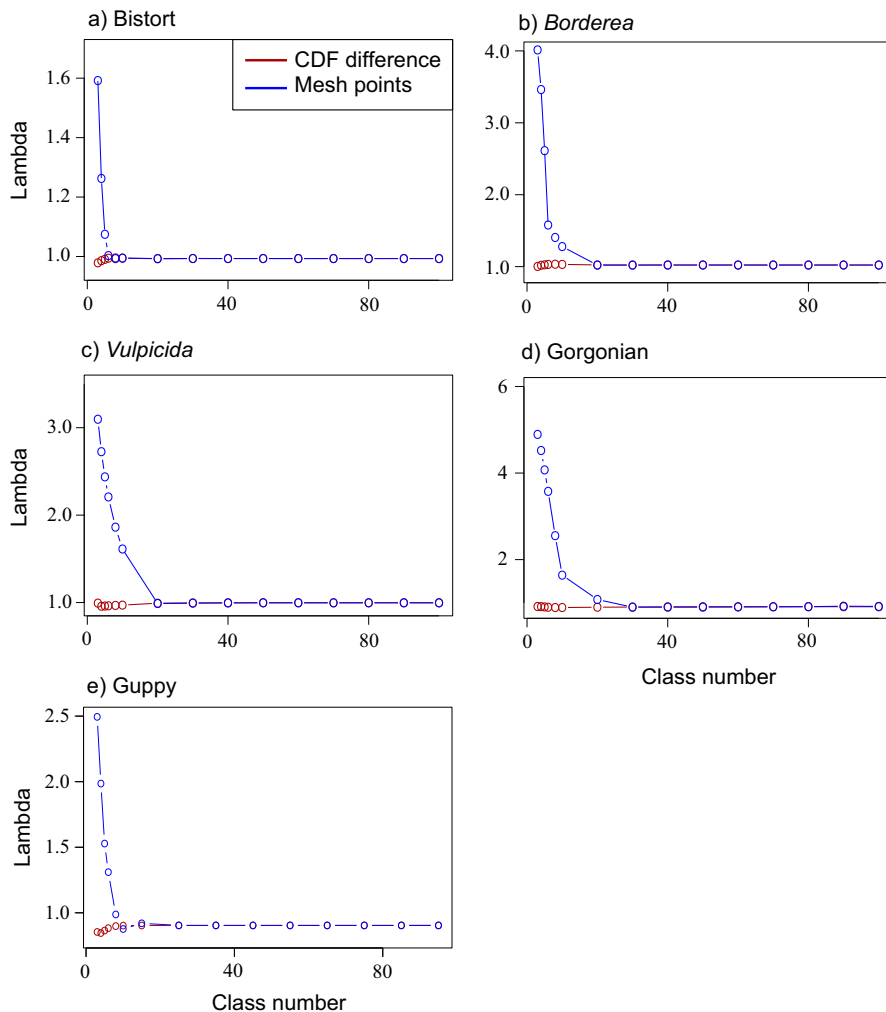 a) Bistort
CDF difference
Mesh points
Lambda
1.6
1.4
1.2
1.0
0
40
80
b) Borderea
4.0
3.0
2.0
1.0
0
40
80
c) Vulpicida
Lambda
3.0
2.0
1.0
0
40
80
d) Gorgonian
6
4
2
0
40
80
Class number
e) Guppy
Lambda
2.5
2.0
1.5
1.0
0
40
80
Class number